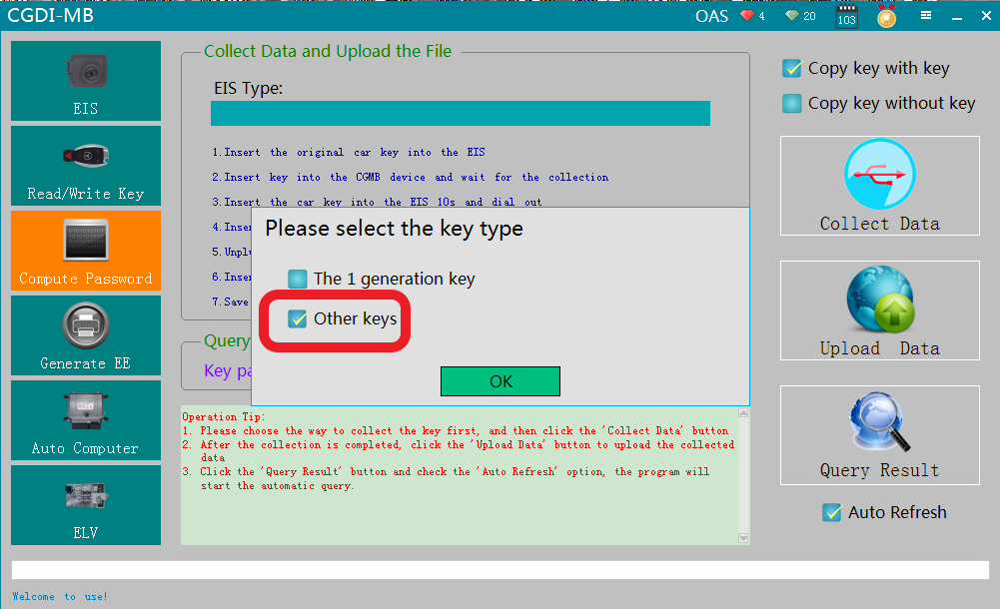 CGDI-MB
OAS 4 20 103
EIS
Read/Write Key
Compute Password
Generate EE
Auto Computer
ELV
Collect Data and Upload the File
EIS Type:
1.Insert the original car key into the EIS
2.Insert key into the CGMB device and wait for the collection
3.Insert the car key into the EIS 10s and dial out
4.Inser
5.Unplu
6.Inser
7.Save
Query
Key pa
Please select the key type
The 1 generation key
Other keys
OK
Operation Tip:
1. Please choose the way to collect the key first, and then click the 'Collect Data' button
2. After the collection is completed, click the 'Upload Data' button to upload the collected
data
3. Click the 'Query Result' button and check the 'Auto Refresh' option, the program will
start the automatic query.
Copy key with key
Copy key without key
Collect Data
Upload Data
Query Result
Auto Refresh
Welcome to use!